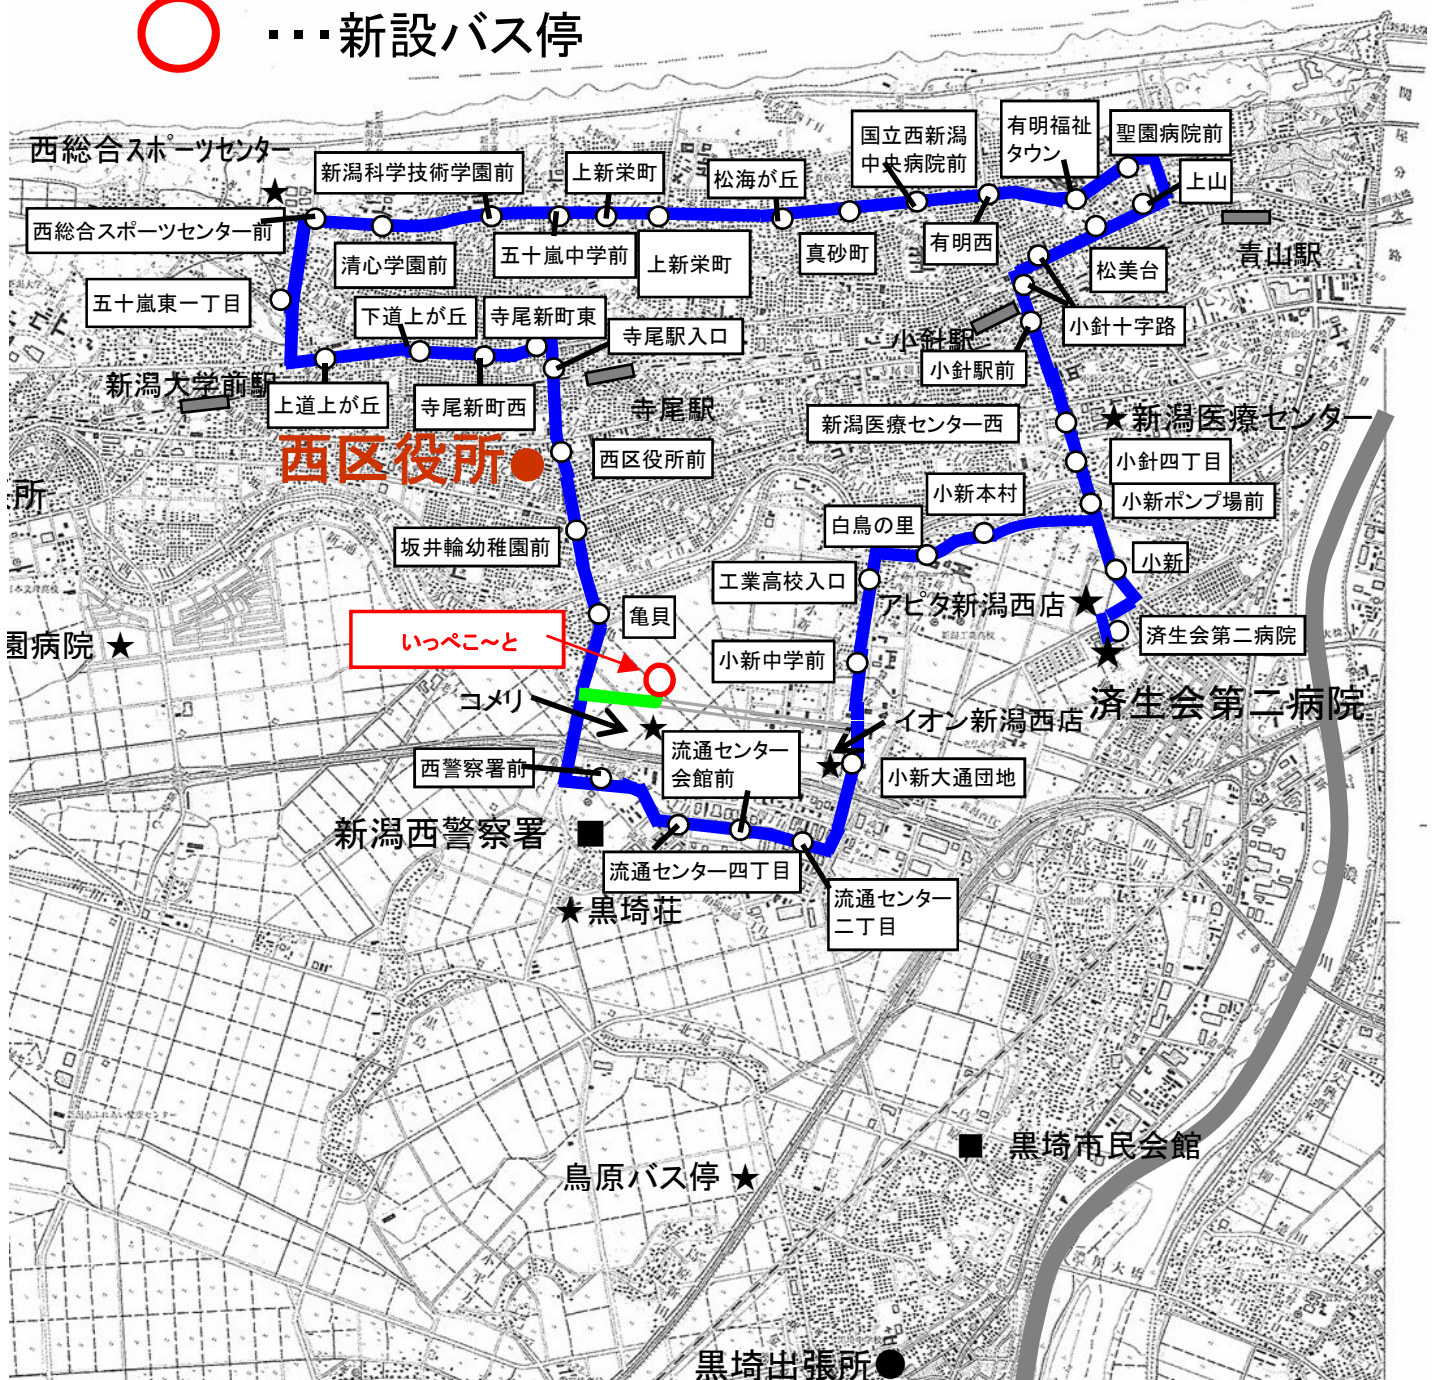 ・・・新設バス停
西総合スポーツセンター
新潟科学技術学園前
上新栄町
松海が丘
国立西新潟
中央病院前
有明福祉
タウン
聖園病院前
上山
西総合スポーツセンター前
清心学園前
五十嵐中学前
上新栄町
真砂町
有明西
松美台
青山駅
五十嵐東一丁目
下道上が丘
寺尾新町東
寺尾駅入口
小針駅
小針十字路
小針駅前
新潟大学前駅
上道上が丘
寺尾新町西
寺尾駅
新潟医療センター西
新潟医療センター
西区役所
西区役所前
小針四丁目
所
小新本村
小新ポンプ場前
坂井輪幼稚園前
白鳥の里
小新
工業高校入口
アピタ新潟西店
いっぺこ~と
亀貝
済生会第二病院
園病院
小新中学前
コメリ
済生会第二病院
イオン新潟西店
西警察署前
流通センター
会館前
小新大通団地
新潟西警察署
流通センター四丁目
流通センター
二丁目
黒埼荘
黒埼市民会館
鳥原バス停
黒埼出張所